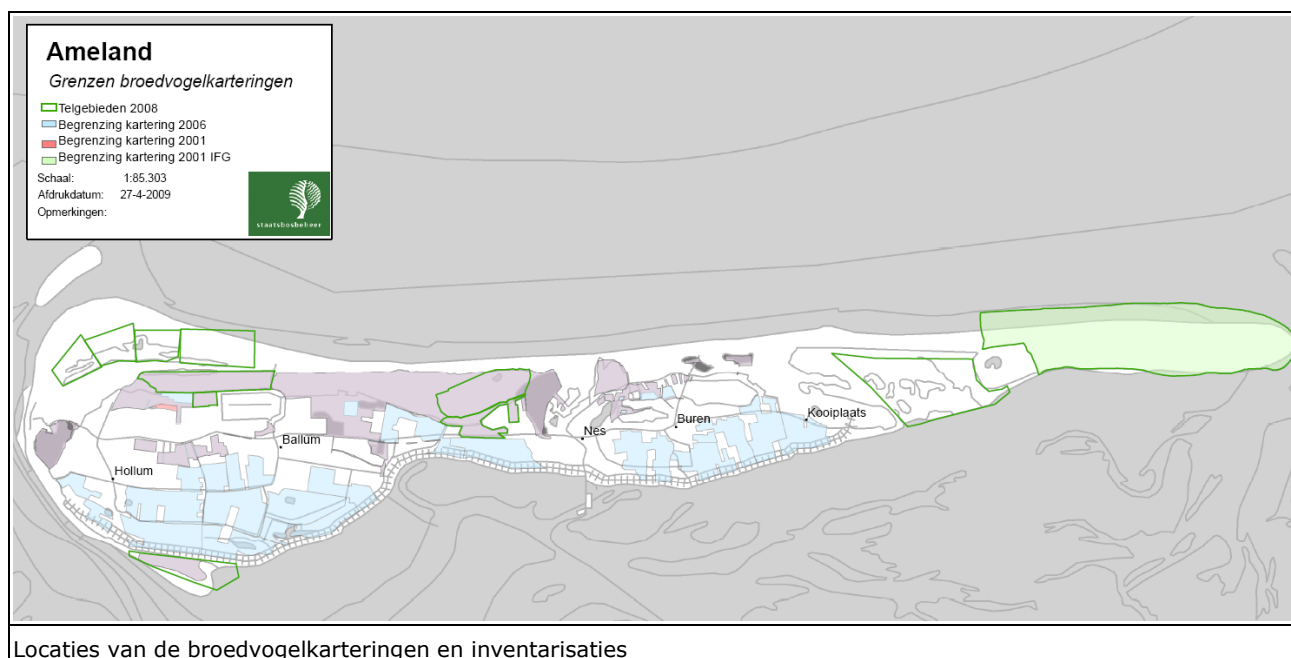 Ameland
Grenzen broedvogelkarteringen
Telgebieden 2008
Begrenzing kartering 2006
Begrenzing kartering 2001
Begrenzing kartering 2001 IFG
Schaal: 1:85.303
Afdrukdatum: 27-4-2009
Opmerkingen:
staatsbosbeheer
Kooiplaats
Buren
Nes
Ballum
Hollum
Locaties van de broedvogelkarteringen en inventarisaties